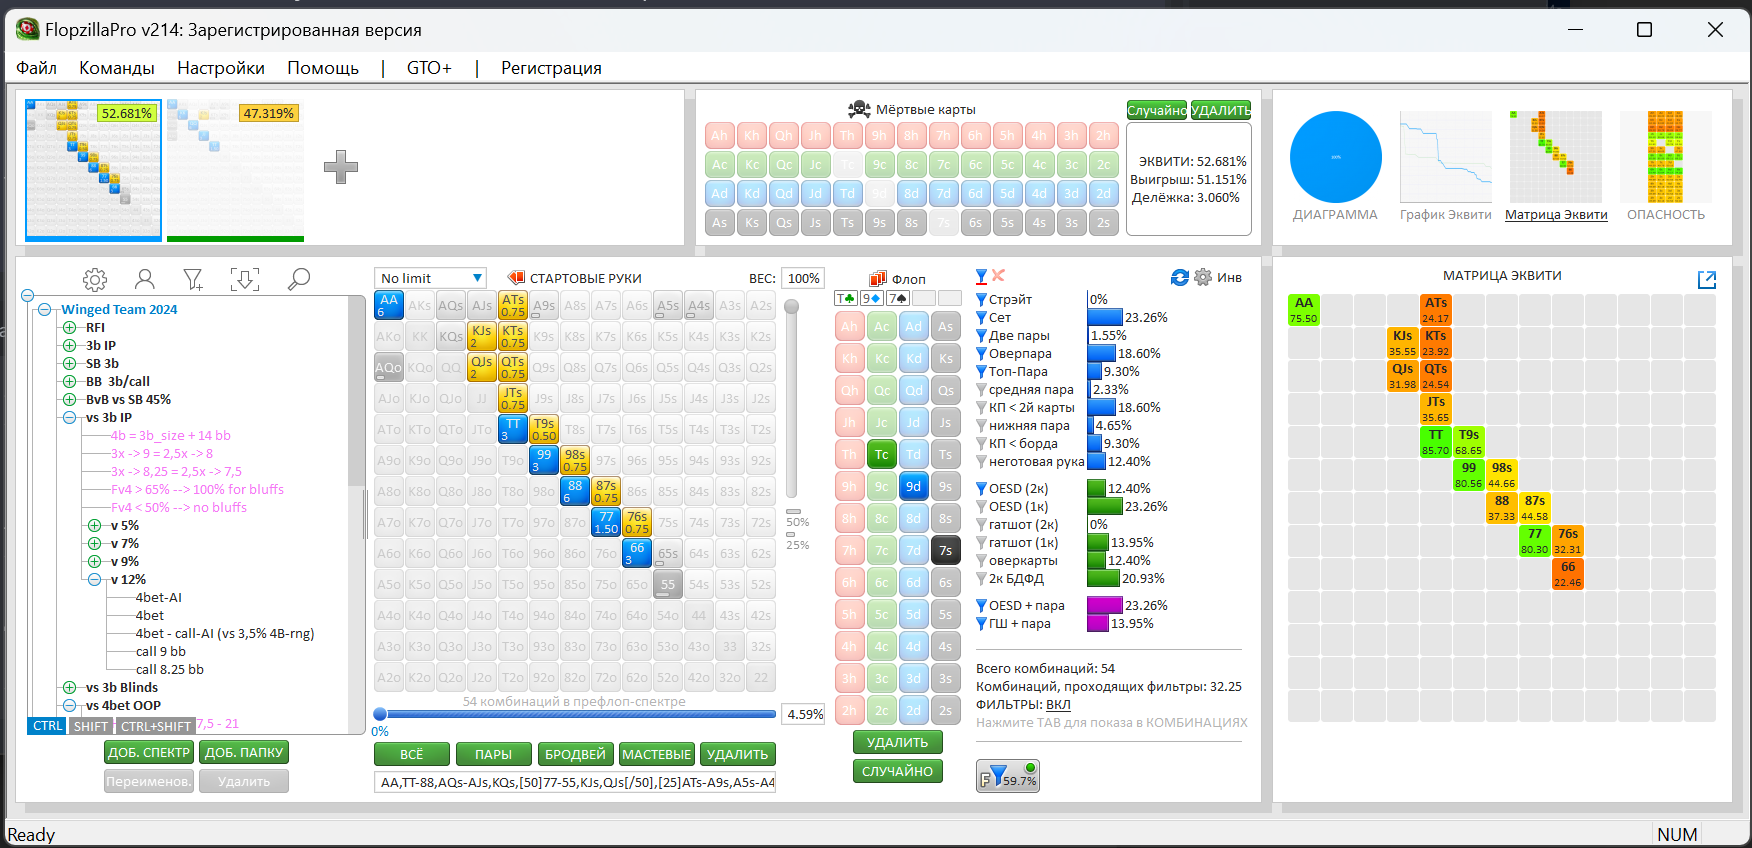 FlopzillaPro v214: Зарегистрированная версия
Файл Команды Настройки Помощь | GTO+ | Регистрация
52.681% 47.319%
Мёртвые карты
Случайно УДАЛИТЬ
Ah Kh Qh Jh Th 9h 8h 7h 6h 5h 4h 3h 2h
Ac Kc Qc Jc Tc 9c 8c 7c 6c 5c 4c 3c 2c
Ad Kd Qd Jd Td 9d 8d 7d 6d 5d 4d 3d 2d
As Ks Qs Js Ts 9s 8s 7s 6s 5s 4s 3s 2s
ЭКВИТИ: 52.681%
Выигрыш: 51.151%
Делёжка: 3.060%
ДИАГРАММА График Эквити Матрица Эквити ОПАСНОСТЬ
Winged Team 2024
RFI
3b IP
SB 3b
BB 3b/call
BvB vs SB 45%
vs 3b IP
4b = 3b_size + 14 bb
3x -> 9 = 2,5x -> 8
3x -> 8,25 = 2,5x -> 7,5
Fv4 > 65% --> 100% for bluffs
Fv4 < 50% --> no bluffs
v 5%
v 7%
v 9%
v 12%
4bet-AI
4bet
4bet - call-AI (vs 3,5% 4B-rng)
call 9 bb
call 8.25 bb
vs 3b Blinds
vs 4bet OOP
CTRL SHIFT CTRL+SHIFT 7,5 - 21
ДОБ. СПЕКТР ДОБ. ПАПКУ
Переименов. Удалить
No limit СТАРТОВЫЕ РУКИ ВЕС: 100%
AA 6 AKs AQs AJs ATs 0.75 A9s A8s A7s A6s A5s A4s A3s A2s
AKo KK KQs KJs 2 KTs 0.75 K9s K8s K7s K6s K5s K4s K3s K2s
AQo KQo QQ QJs 2 QTs 0.75 Q9s Q8s Q7s Q6s Q5s Q4s Q3s Q2s
AJo KJo QJo JJ JTs 0.75 J9s J8s J7s J6s J5s J4s J3s J2s
ATo KTo QTo JTo TT 3 T9s 0.50 T8s T7s T6s T5s T4s T3s T2s
A9o K9o Q9o J9o T9o 99 3 98s 0.75 97s 96s 95s 94s 93s 92s
A8o K8o Q8o J8o T8o 98o 88 6 87s 0.75 86s 85s 84s 83s 82s
A7o K7o Q7o J7o T7o 97o 87o 77 1.50 76s 0.75 75s 74s 73s 72s
A6o K6o Q6o J6o T6o 96o 86o 76o 66 3 65s 64s 63s 62s
A5o K5o Q5o J5o T5o 95o 85o 75o 65o 55 54s 53s 52s
A4o K4o Q4o J4o T4o 94o 84o 74o 64o 54o 44 43s 42s
A3o K3o Q3o J3o T3o 93o 83o 73o 63o 53o 43o 33 32s
A2o K2o Q2o J2o T2o 92o 82o 72o 62o 52o 42o 32o 22
50%
25%
54 комбинаций в префлоп-спектре
4.59%
0%
ВСЁ ПАРЫ БРОДВЕЙ МАСТЕВЫЕ УДАЛИТЬ
AA,TT-88,AQs-AJs,KQs,[50]77-55,KJs,QJs[/50],[25]ATs-A9s,A5s-A4
Флоп
T♣ 9♦ 7♠
Ah Ac Ad As
Kh Kc Kd Ks
Qh Qc Qd Qs
Jh Jc Jd Js
Th Tc Td Ts
9h 9c 9d 9s
8h 8c 8d 8s
7h 7c 7d 7s
6h 6c 6d 6s
5h 5c 5d 5s
4h 4c 4d 4s
3h 3c 3d 3s
2h 2c 2d 2s
УДАЛИТЬ
СЛУЧАЙНО
Инв
Стрэйт 0%
Сет 23.26%
Две пары 1.55%
Оверпара 18.60%
Топ-Пара 9.30%
средняя пара 2.33%
КП < 2й карты 18.60%
нижняя пара 4.65%
КП < борда 9.30%
неготовая рука 12.40%
OESD (2к) 12.40%
OESD (1к) 23.26%
гатшот (2к) 0%
гатшот (1к) 13.95%
оверкарты 12.40%
2к БДФД 20.93%
OESD + пара 23.26%
ГШ + пара 13.95%
Всего комбинаций: 54
Комбинаций, проходящих фильтры: 32.25
ФИЛЬТРЫ: ВКЛ
Нажмите TAB для показа в КОМБИНАЦИЯХ
F 59.7%
МАТРИЦА ЭКВИТИ
AA ATs
75.50 24.17
KJs KTs
35.55 23.92
QJs QTs
31.98 24.54
JTs
35.65
TT T9s
85.70 68.65
99 98s
80.56 44.66
88 87s
37.33 44.58
77 76s
80.30 32.31
66
22.46
Ready NUM